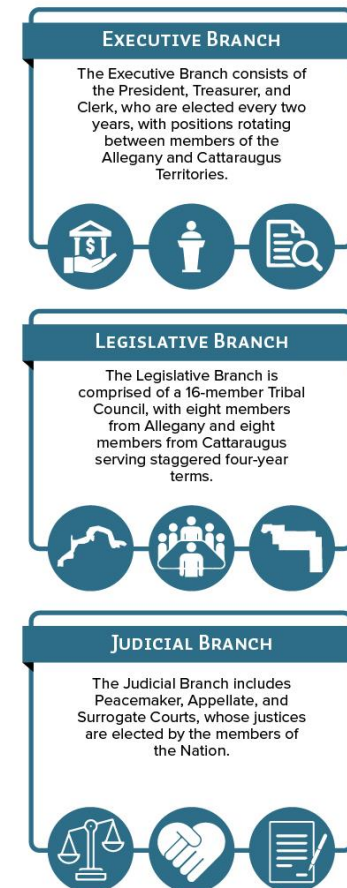 EXECUTIVE BRANCH
The Executive Branch consists of
the President, Treasurer, and
Clerk, who are elected every two
years, with positions rotating
between members of the
Allegany and Cattaraugus
Territories.
$
LEGISLATIVE BRANCH
The Legislative Branch is
comprised of a 16-member Tribal
Council, with eight members
from Allegany and eight
members from Cattaraugus
serving staggered four-year
terms.
JUDICIAL BRANCH
The Judicial Branch includes
Peacemaker, Appellate, and
Surrogate Courts, whose justices
are elected by the members of
the Nation.